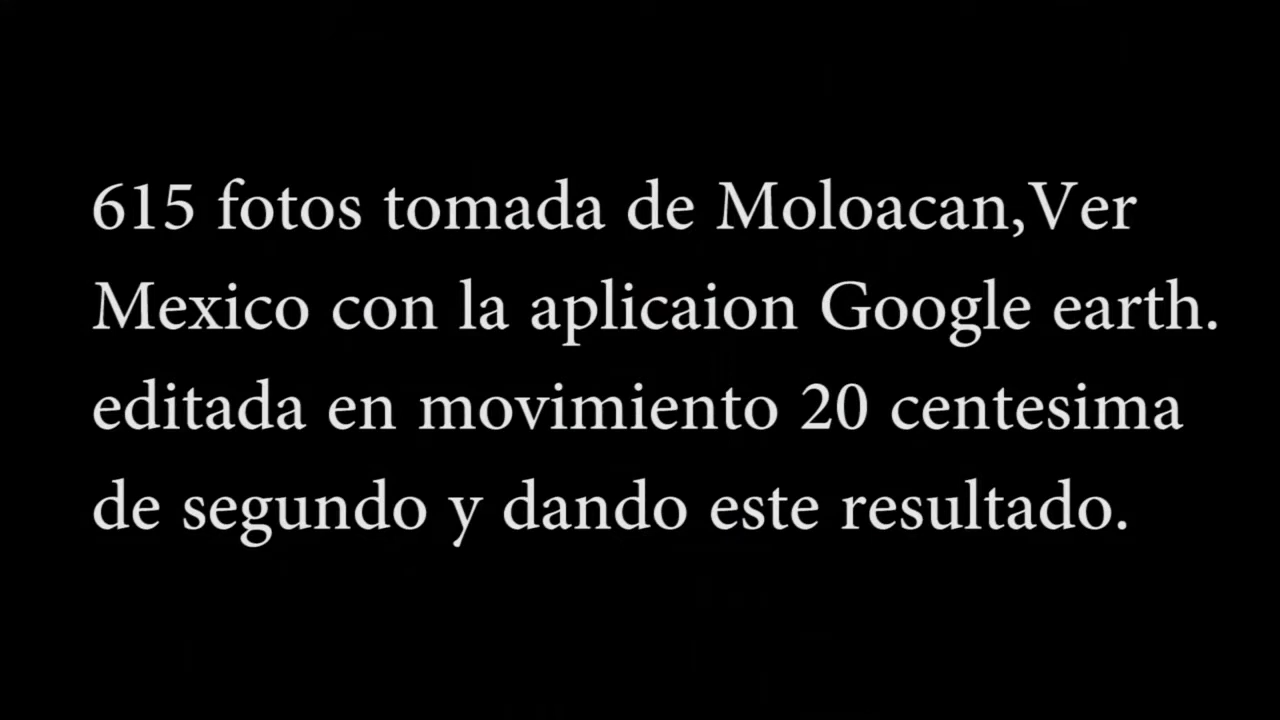 615 fotos tomada de Moloacan,Ver
Mexico con la aplicaion Google earth.
editada en movimiento 20 centesima
de segundo y dando este resultado.